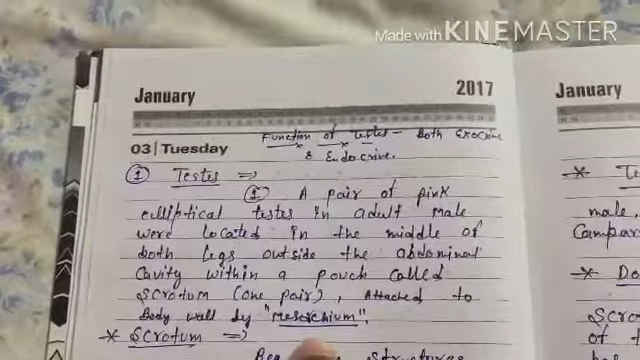 Made with KINEMASTER
January 2017
Function of testes - Both Exocrine
& Endocrine.
03 | Tuesday
① Testes ⇒
① A pair of pink
elliptical testes in adult male
were located in the middle of
both legs outside the abdominal
Cavity within a pouch called
Scrotum (one pair), Attached to
Body wall by "Mesorchium".
* Scrotum ⇒
structures
January
male,
Compar